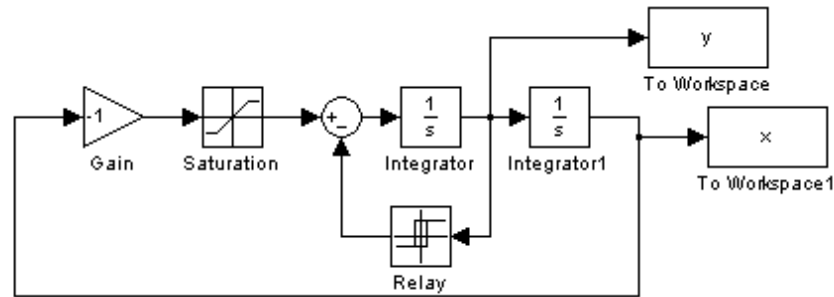 y
To Workspace
-1
Gain
Saturation
+
−
1
s
Integrator
1
s
Integrator1
x
To Workspace1
Relay